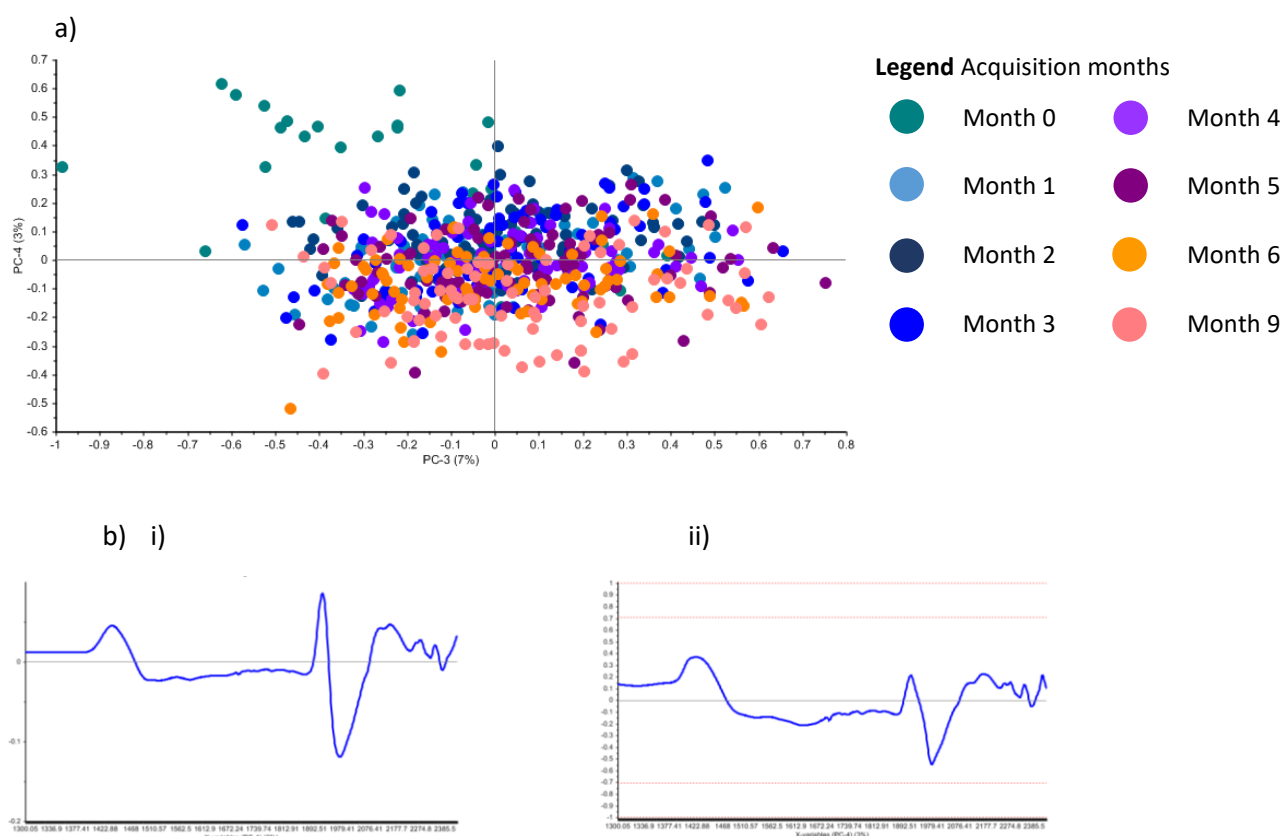 a)
0.7
0.6
0.5
0.4
0.3
0.2
0.1
0
-0.1
-0.2
-0.3
-0.4
-0.5
-0.6
PC-4 (3%)
-1 -0.9 -0.8 -0.7 -0.6 -0.5 -0.4 -0.3 -0.2 -0.1 0 0.1 0.2 0.3 0.4 0.5 0.6 0.7 0.8
PC-3 (7%)
Legend Acquisition months
Month 0 Month 4
Month 1 Month 5
Month 2 Month 6
Month 3 Month 9
b) i)
0
-0.1
-0.2
1300.05 1336.9 1377.41 1422.88 1468 1510.57 1562.5 1612.9 1672.24 1739.74 1812.91 1892.51 1979.41 2076.41 2177.7 2274.8 2385.5
ii)
1
0.9
0.8
0.7
0.6
0.5
0.4
0.3
0.2
0.1
0
-0.1
-0.2
-0.3
-0.4
-0.5
-0.6
-0.7
-0.8
-0.9
-1
1300.05 1336.9 1377.41 1422.88 1468 1510.57 1562.5 1612.9 1672.24 1739.74 1812.91 1892.51 1979.41 2076.41 2177.7 2274.8 2385.5
X-variables (PC-4) (3%)